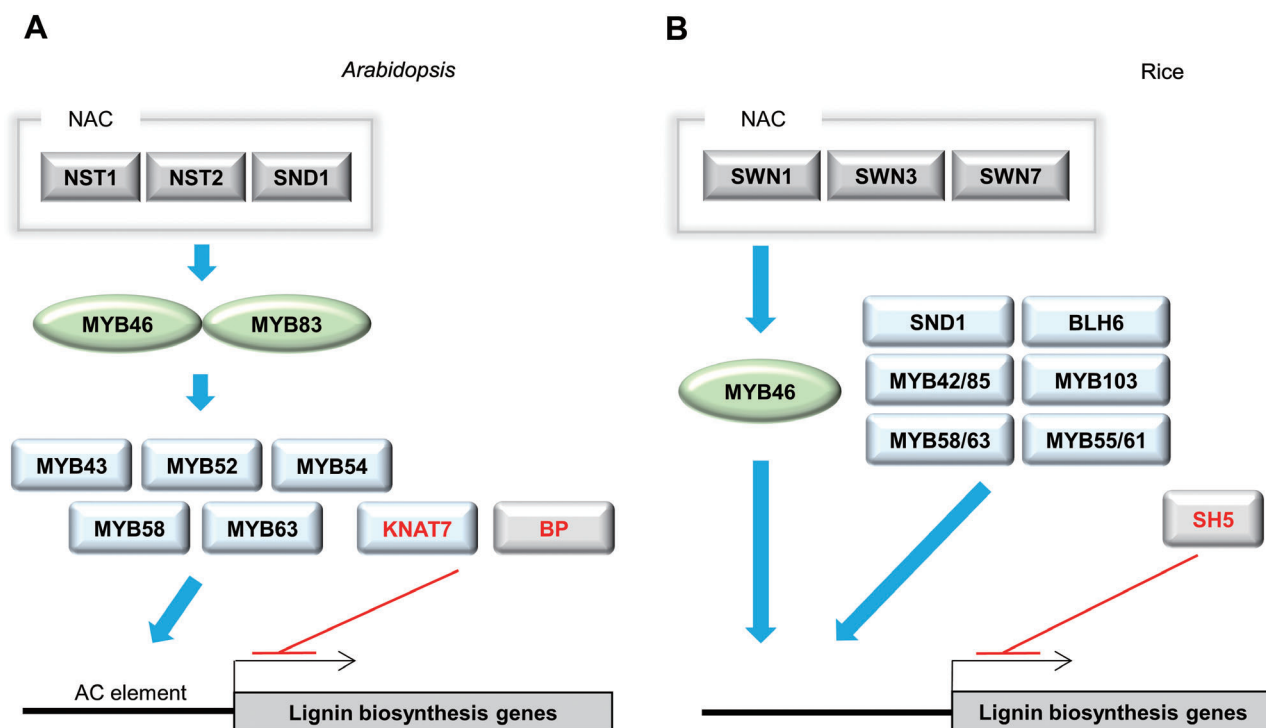 A
Arabidopsis
NAC
NST1 NST2 SND1
MYB46 MYB83
MYB43 MYB52 MYB54
MYB58 MYB63 KNAT7 BP
AC element
Lignin biosynthesis genes
B
Rice
NAC
SWN1 SWN3 SWN7
SND1 BLH6
MYB46
MYB42/85 MYB103
MYB58/63 MYB55/61
SH5
Lignin biosynthesis genes